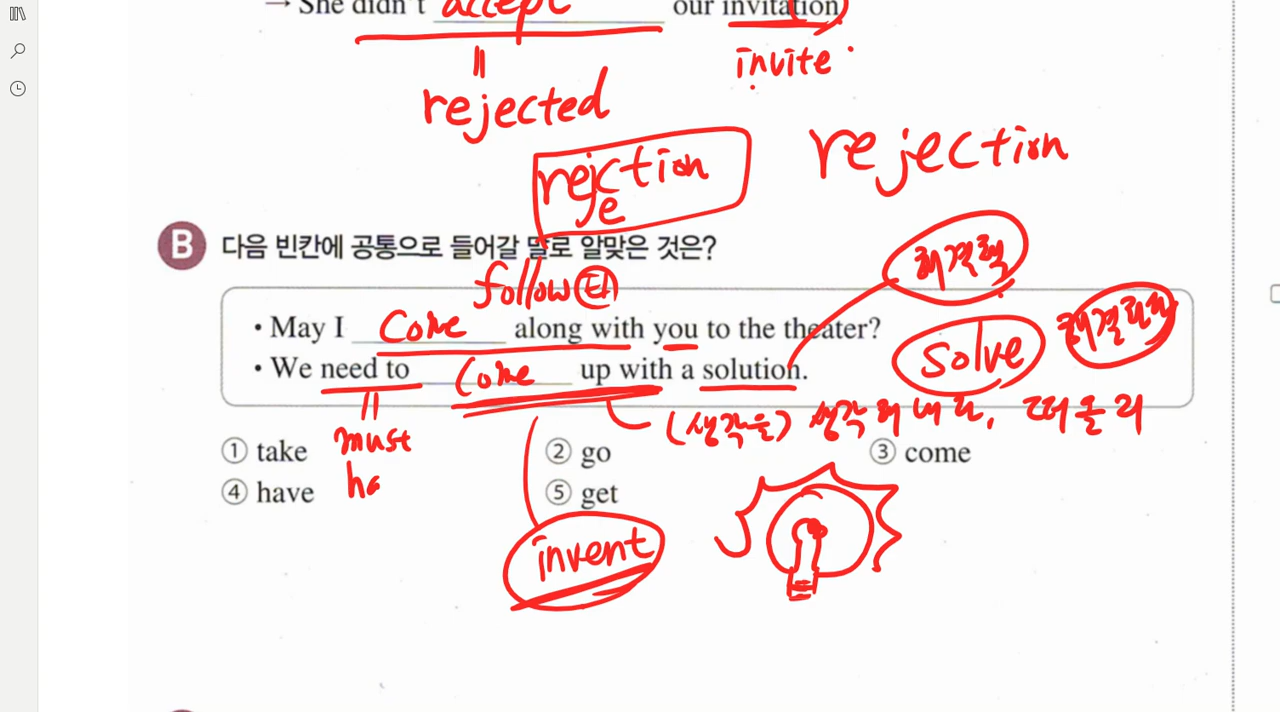 → She didn't accept our invitation
invite
rejected
rejection
rejection
B 다음 빈칸에 공통으로 들어갈 말로 알맞은 것은?
follow
해결책
• May I come along with you to the theater?
해결하다
solve
• We need to come up with a solution.
(생각을) 생각해 내다, 떠올리
must
① take ② go ③ come
ha
④ have ⑤ get
invent